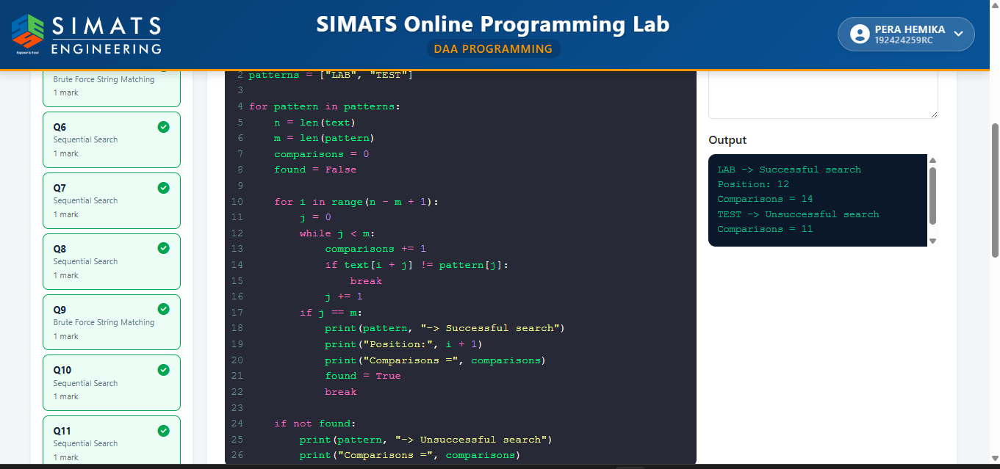 SIMATS
ENGINEERING
Engineer to Excel
SIMATS Online Programming Lab
DAA PROGRAMMING
PERA HEMIKA
192424259RC
Brute Force String Matching
1 mark
Q6
Sequential Search
1 mark
Q7
Sequential Search
1 mark
Q8
Sequential Search
1 mark
Q9
Brute Force String Matching
1 mark
Q10
Sequential Search
1 mark
Q11
Sequential Search
1 mark
2 patterns = ["LAB", "TEST"]
3
4 for pattern in patterns:
5     n = len(text)
6     m = len(pattern)
7     comparisons = 0
8     found = False
9
10     for i in range(n - m + 1):
11         j = 0
12         while j < m:
13             comparisons += 1
14             if text[i + j] != pattern[j]:
15                 break
16             j += 1
17         if j == m:
18             print(pattern, "-> Successful search")
19             print("Position:", i + 1)
20             print("Comparisons =", comparisons)
21             found = True
22             break
23
24     if not found:
25         print(pattern, "-> Unsuccessful search")
26         print("Comparisons =", comparisons)
Output
LAB -> Successful search
Position: 12
Comparisons = 14
TEST -> Unsuccessful search
Comparisons = 11